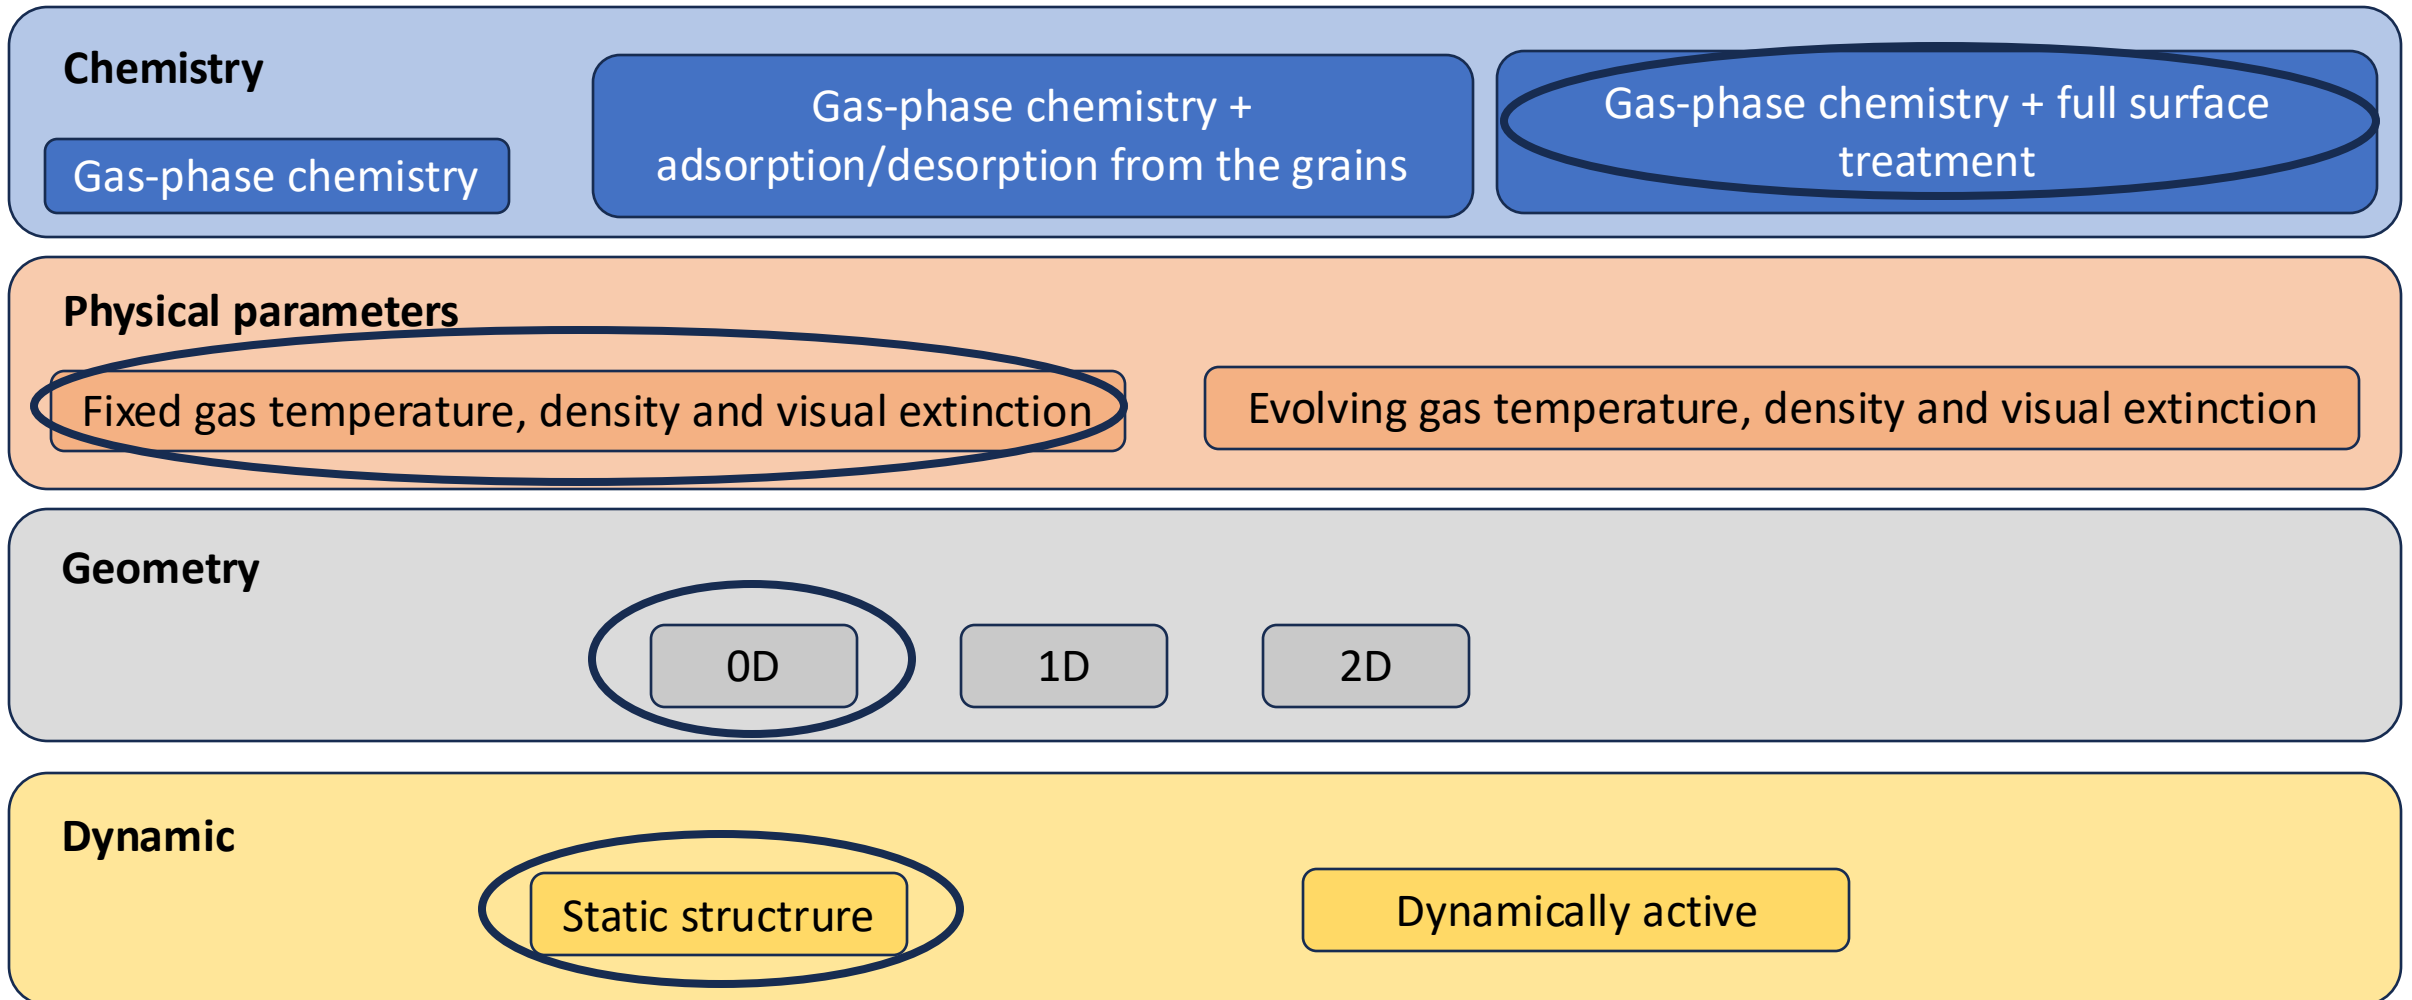 Chemistry
Gas-phase chemistry
Gas-phase chemistry +
adsorption/desorption from the grains
Gas-phase chemistry + full surface
treatment
Physical parameters
Fixed gas temperature, density and visual extinction
Evolving gas temperature, density and visual extinction
Geometry
0D
1D
2D
Dynamic
Static structrure
Dynamically active